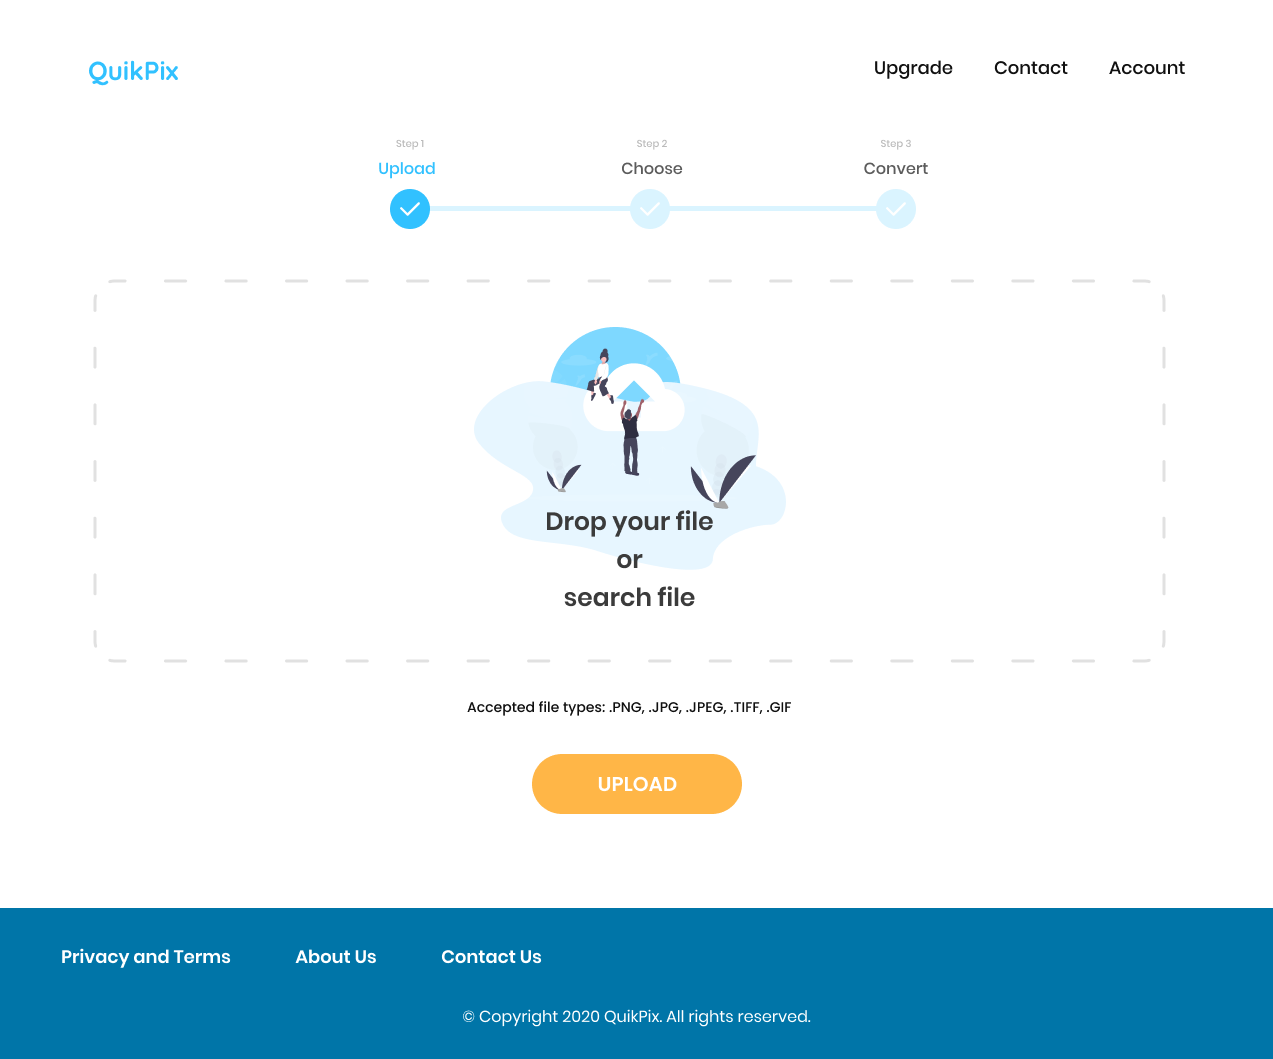 QuikPix
Upgrade Contact Account
Step 1 Step 2 Step 3
Upload Choose Convert
Drop your file
or
search file
Accepted file types: .PNG, .JPG, .JPEG, .TIFF, .GIF
UPLOAD
Privacy and Terms About Us Contact Us
© Copyright 2020 QuikPix. All rights reserved.